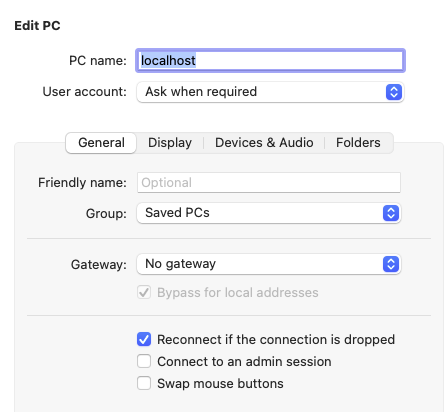 Edit PC
PC name: localhost
User account: Ask when required
General Display Devices & Audio Folders
Friendly name: Optional
Group: Saved PCs
Gateway: No gateway
Bypass for local addresses
Reconnect if the connection is dropped
Connect to an admin session
Swap mouse buttons